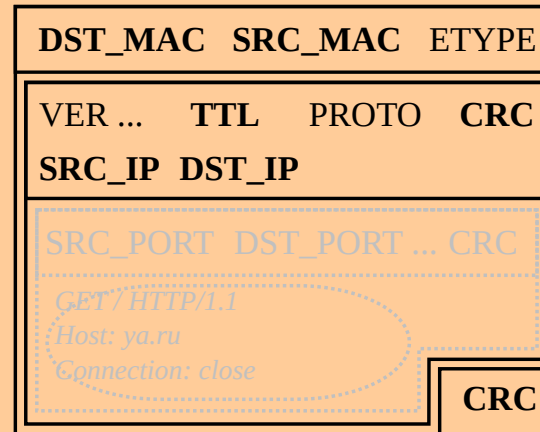 DST_MAC SRC_MAC ETYPE
VER ... TTL PROTO CRC
SRC_IP DST_IP
SRC_PORT DST_PORT ... CRC
GET / HTTP/1.1
Host: ya.ru
Connection: close
CRC